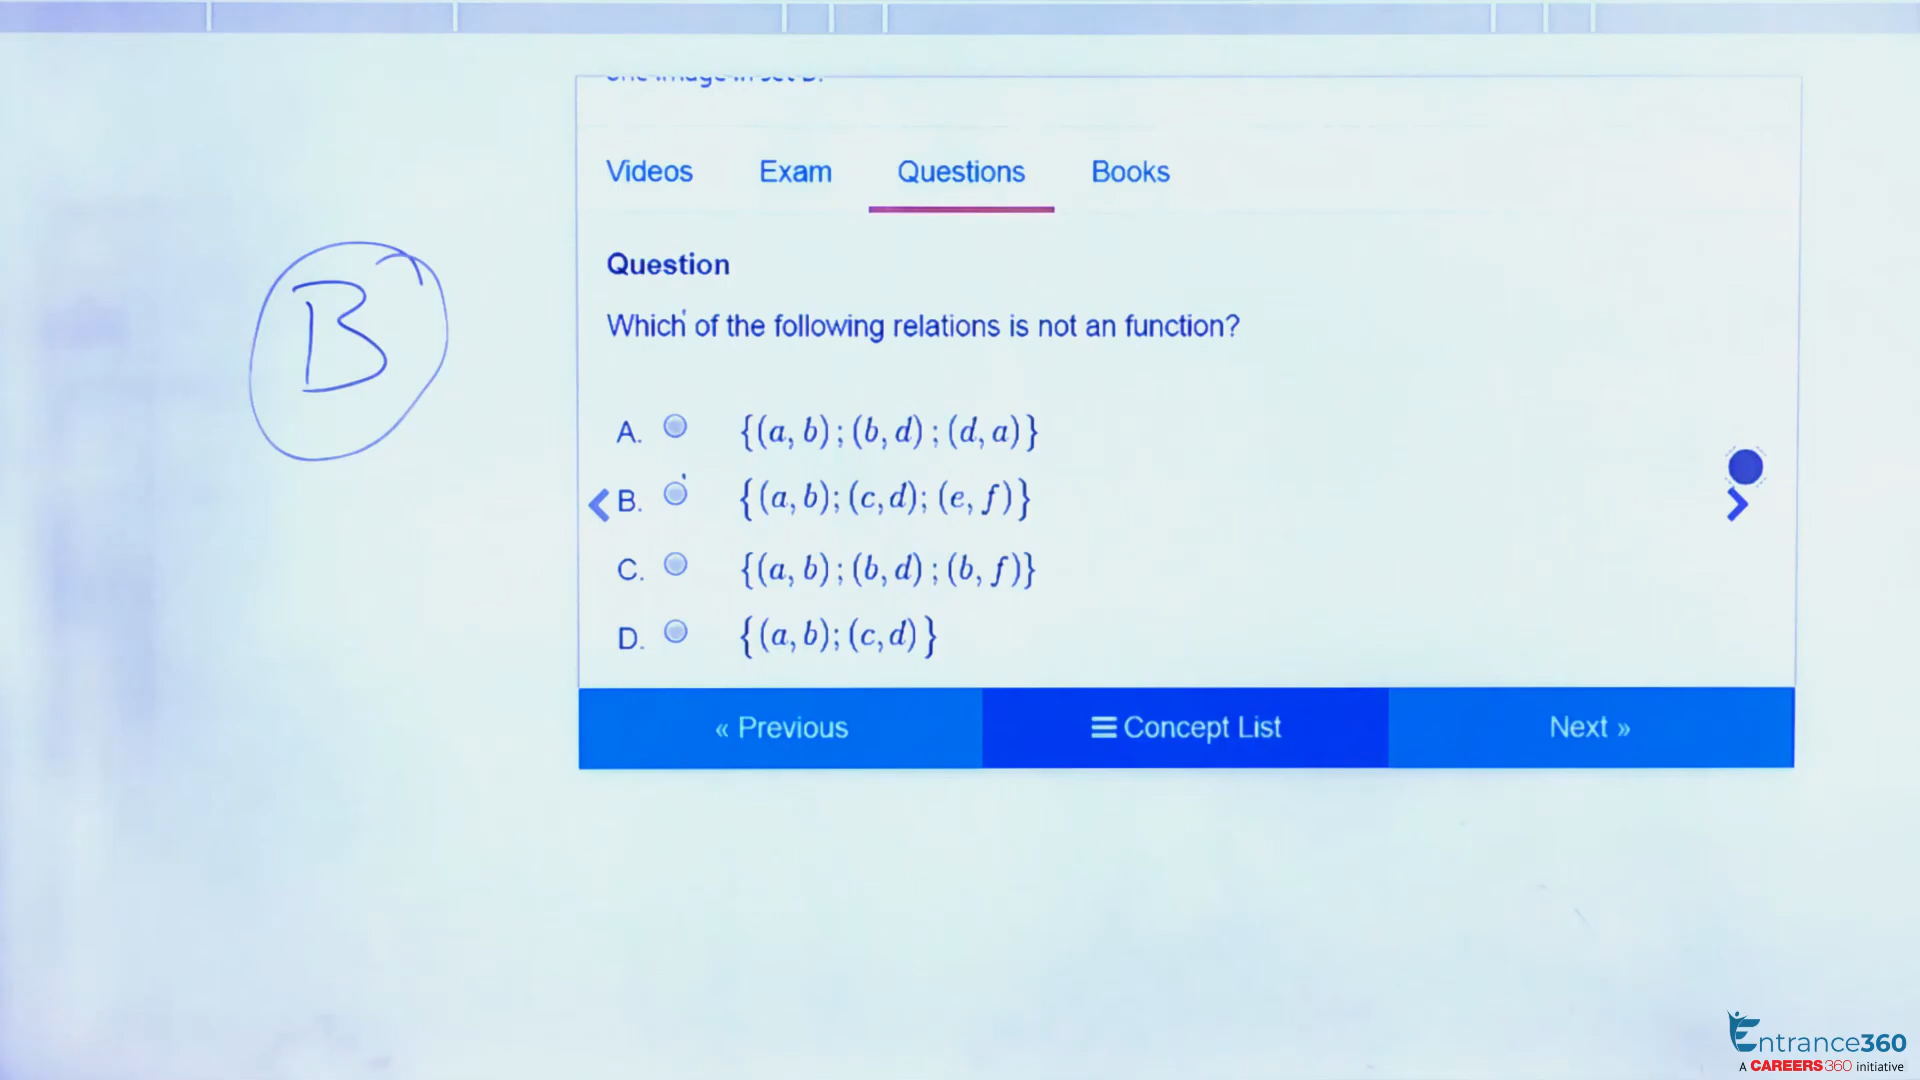 B
Videos Exam Questions Books
Question
Which of the following relations is not an function?
A. {(a, b) ; (b, d) ; (d, a)}
B. {(a, b); (c, d); (e, f)}
C. {(a, b) ; (b, d) ; (b, f)}
D. {(a, b); (c, d)}
« Previous Concept List Next »
Entrance360
A CAREERS360 initiative